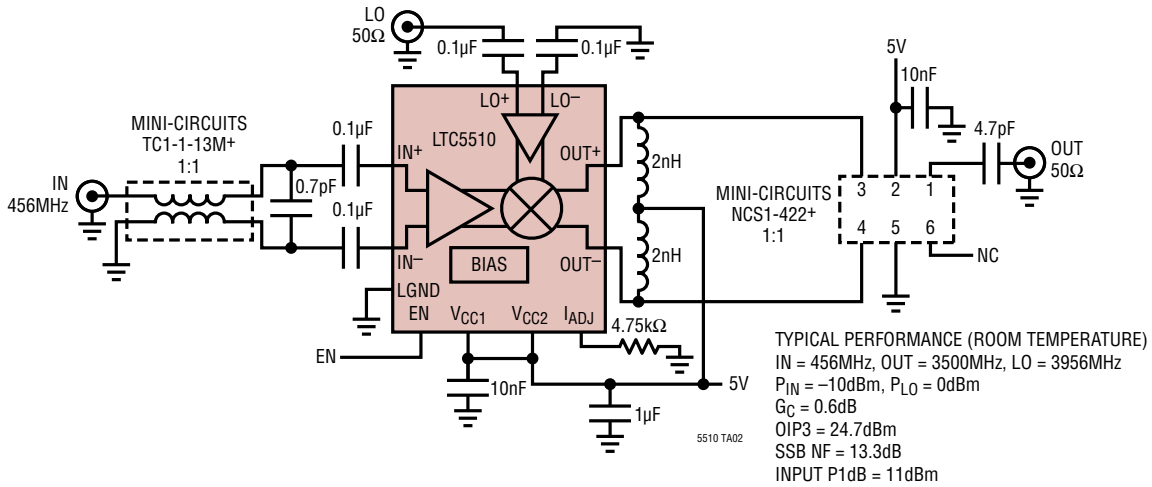 LO
50Ω
0.1µF
0.1µF
5V
10nF
MINI-CIRCUITS
TC1-1-13M+
1:1
0.1µF
LO+
LO–
LTC5510
IN+
OUT+
2nH
4.7pF
OUT
50Ω
IN
456MHz
0.7pF
0.1µF
MINI-CIRCUITS
NCS1-422+
1:1
3 2 1
4 5 6
NC
IN–
BIAS
OUT–
2nH
LGND
EN
VCC1
VCC2
IADJ
4.75kΩ
EN
10nF
5V
1µF
5510 TA02
TYPICAL PERFORMANCE (ROOM TEMPERATURE)
IN = 456MHz, OUT = 3500MHz, LO = 3956MHz
PIN = –10dBm, PLO = 0dBm
GC = 0.6dB
OIP3 = 24.7dBm
SSB NF = 13.3dB
INPUT P1dB = 11dBm